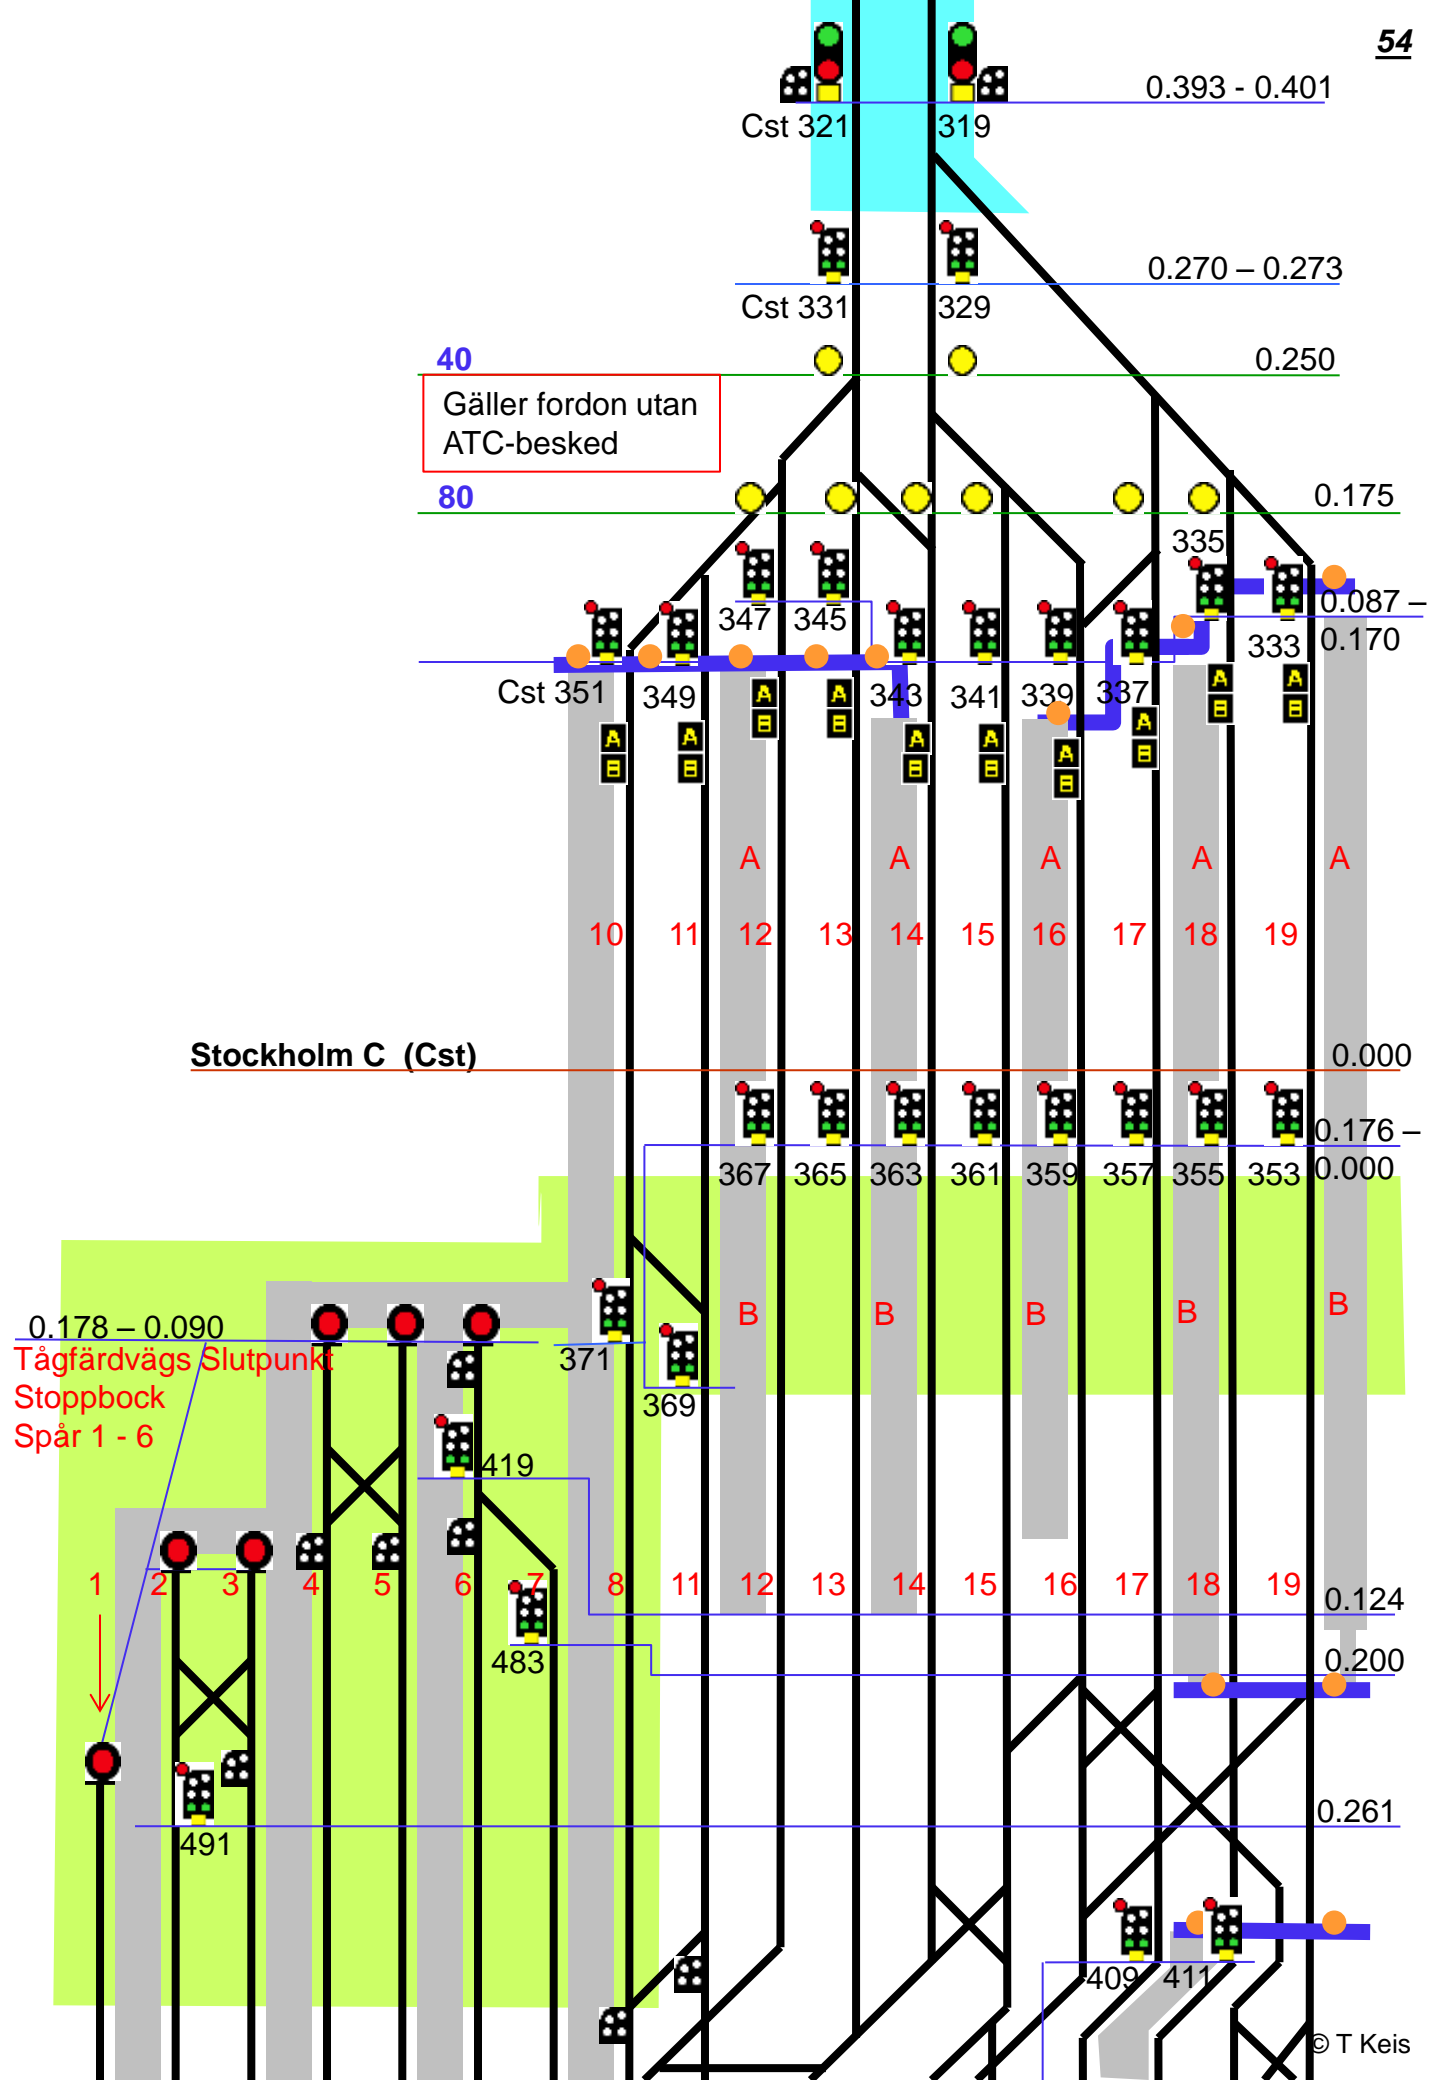 54
0.393 - 0.401
Cst 321
319
0.270 – 0.273
Cst 331
329
40
0.250
Gäller fordon utan
ATC-besked
80
0.175
335
347
345
0.087 –
0.170
333
Cst 351
349
343
341
339
337
A
B
A
B
A
B
A
B
A
B
A
B
A
B
A
B
A
B
A
B
A
A
A
A
A
10
11
12
13
14
15
16
17
18
19
Stockholm C (Cst)
0.000
0.176 –
0.000
367
365
363
361
359
357
355
353
B
B
B
B
B
0.178 – 0.090
Tågfärdvägs Slutpunkt
Stoppbock
Spår 1 - 6
371
369
419
1
2
3
4
5
6
7
8
11
12
13
14
15
16
17
18
19
0.124
483
0.200
0.261
491
409
411
© T Keis